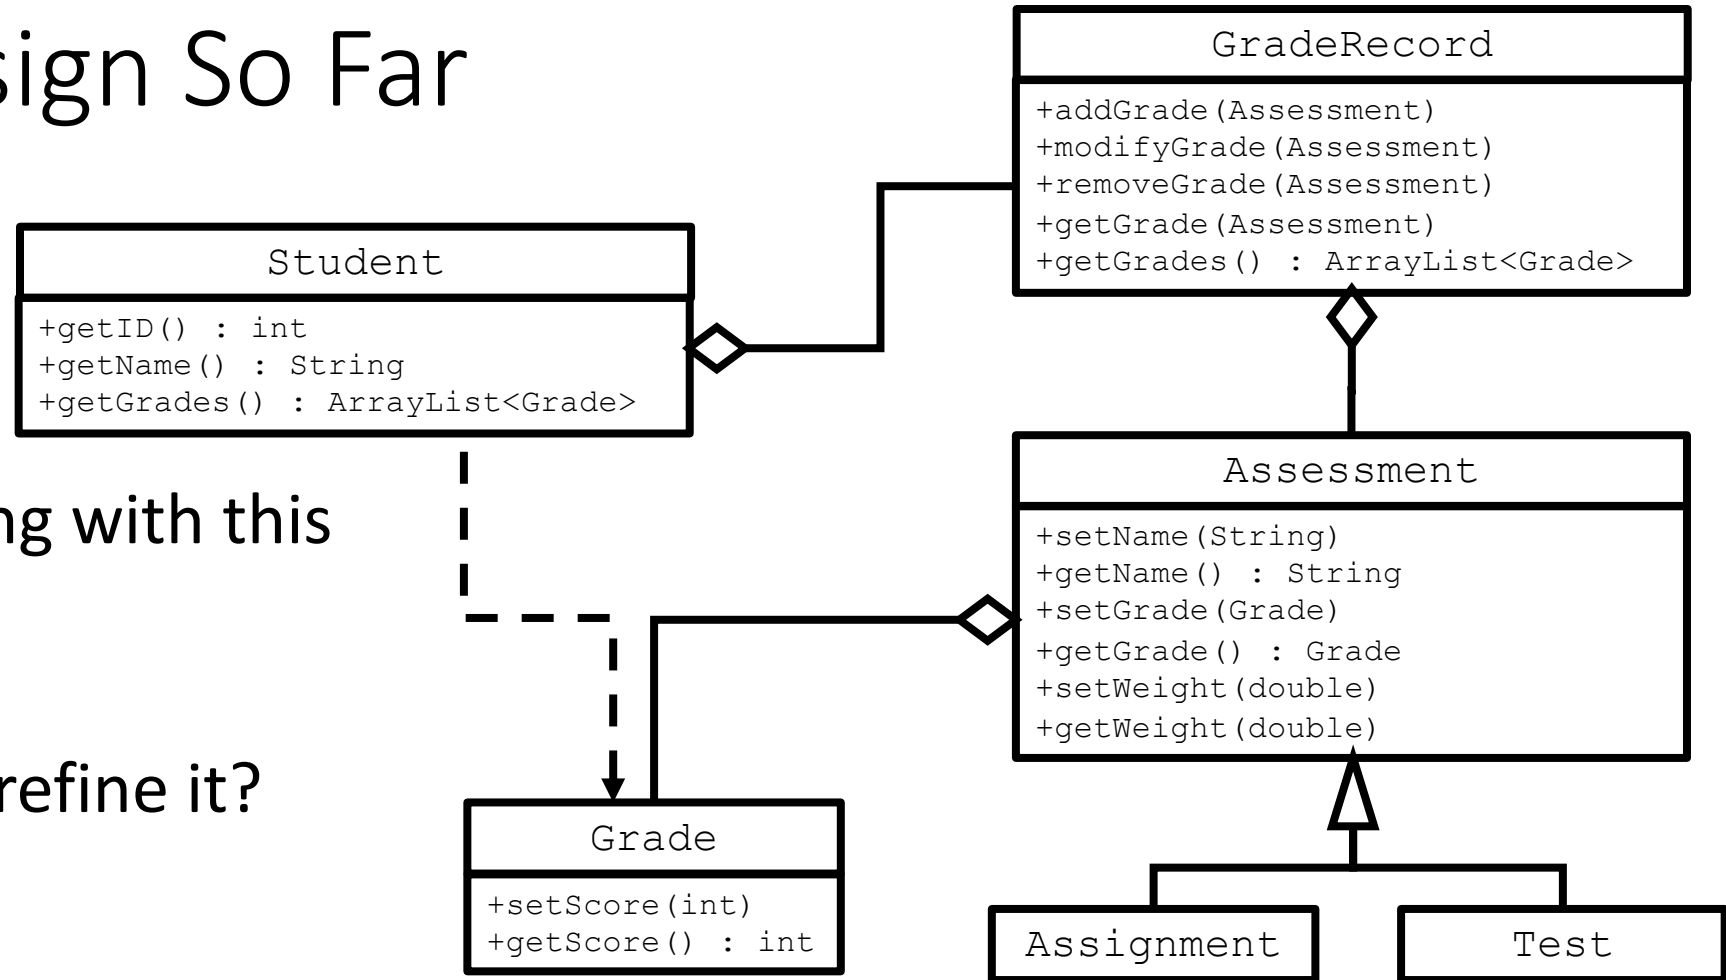 sign So Far
GradeRecord
+addGrade(Assessment)
+modifyGrade(Assessment)
+removeGrade(Assessment)
+getGrade(Assessment)
+getGrades() : ArrayList<Grade>
Student
+getID() : int
+getName() : String
+getGrades() : ArrayList<Grade>
ng with this
refine it?
Assessment
+setName(String)
+getName() : String
+setGrade(Grade)
+getGrade() : Grade
+setWeight(double)
+getWeight(double)
Grade
+setScore(int)
+getScore() : int
Assignment
Test